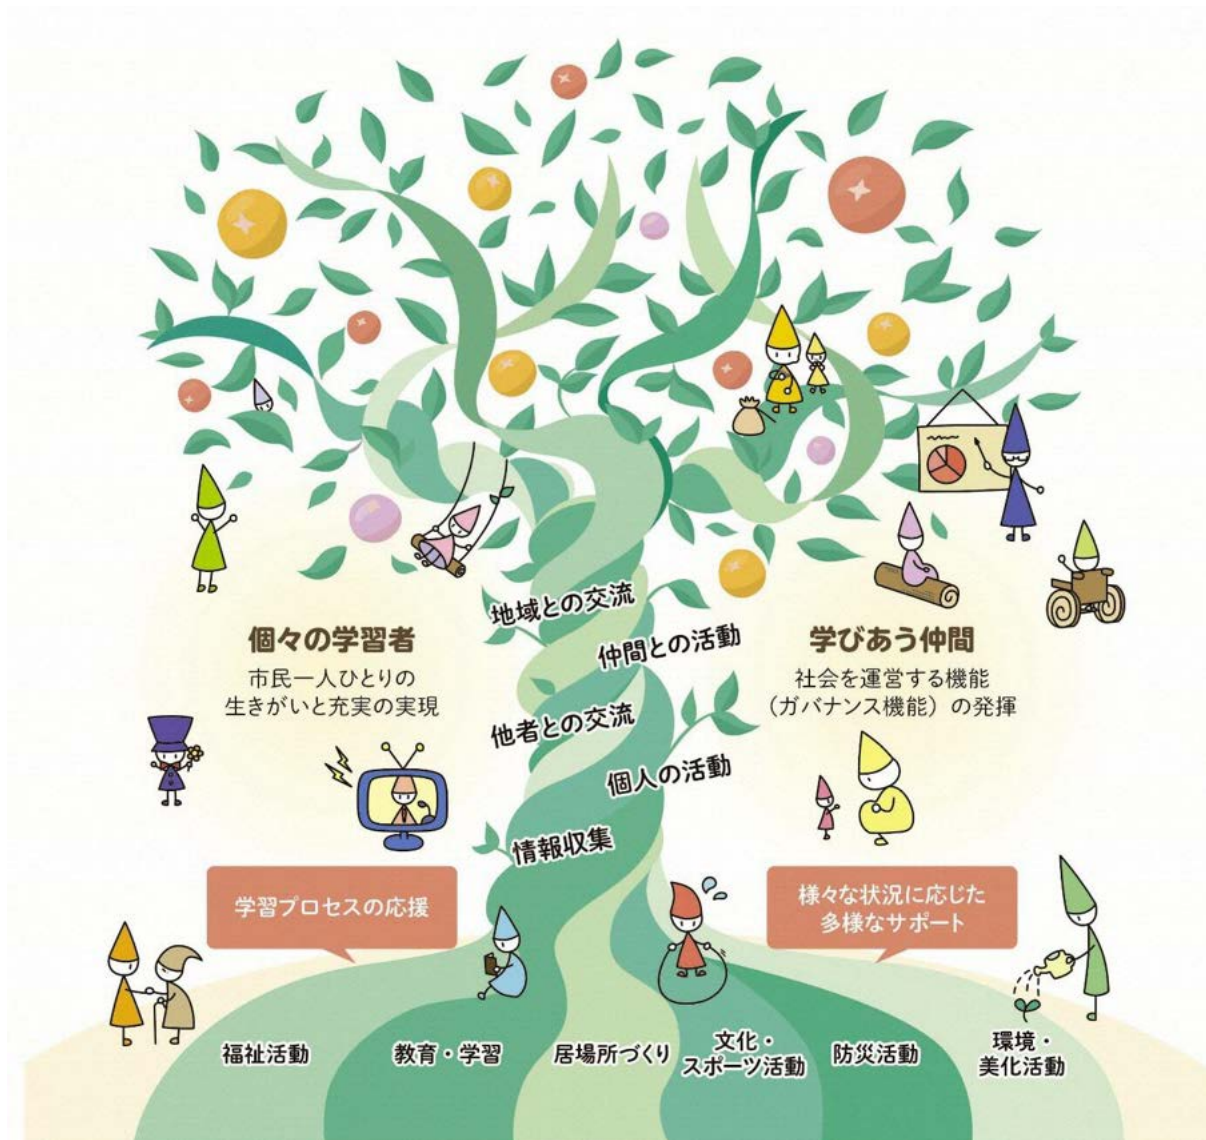 地域との交流
仲間との活動
個々の学習者
市民一人ひとりの
生きがいと充実の実現
学びあう仲間
社会を運営する機能
（ガバナンス機能）の発揮
他者との交流
個人の活動
情報収集
学習プロセスの応援
様々な状況に応じた
多様なサポート
福祉活動
教育・学習
居場所づくり
文化・
スポーツ活動
防災活動
環境・
美化活動